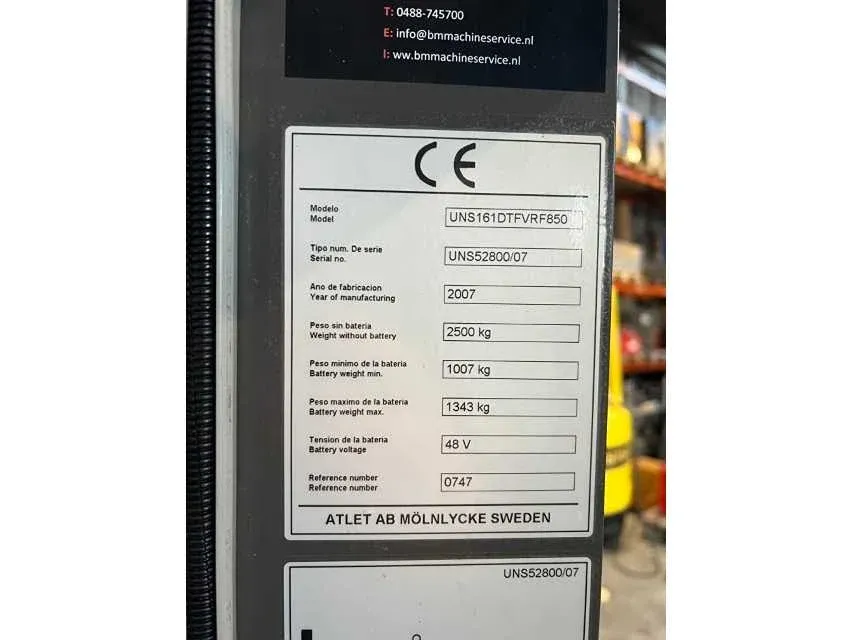 T: 0488-745700
E: info@bmmachineservice.nl
I: ww.bmmachineservice.nl
CE
Modelo
Model
UNS161DTFVRF850
Tipo num. De serie
Serial no.
UNS52800/07
Ano de fabricacion
Year of manufacturing
2007
Peso sin bateria
Weight without battery
2500 kg
Peso minimo de la bateria
Battery weight min.
1007 kg
Peso maximo de la bateria
Battery weight max.
1343 kg
Tension de la bateria
Battery voltage
48 V
Reference number
Reference number
0747
ATLET AB MÖLNLYCKE SWEDEN
UNS52800/07